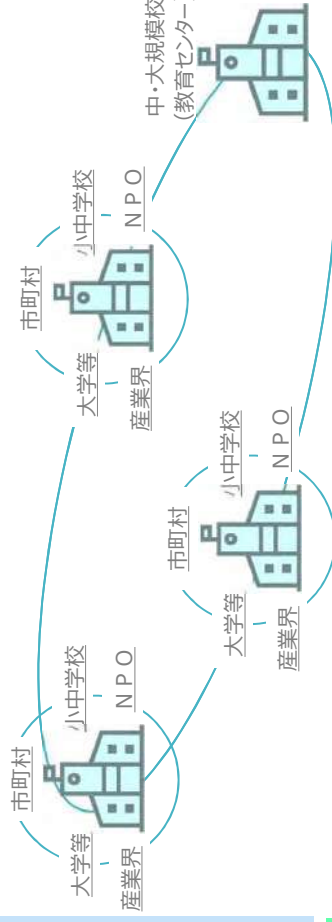 市町村
小中学校
大学等
ＮＰＯ
産業界
市町村
小中学校
大学等
ＮＰＯ
産業界
市町村
小中学校
大学等
ＮＰＯ
産業界
中・大規模校
（教育センター